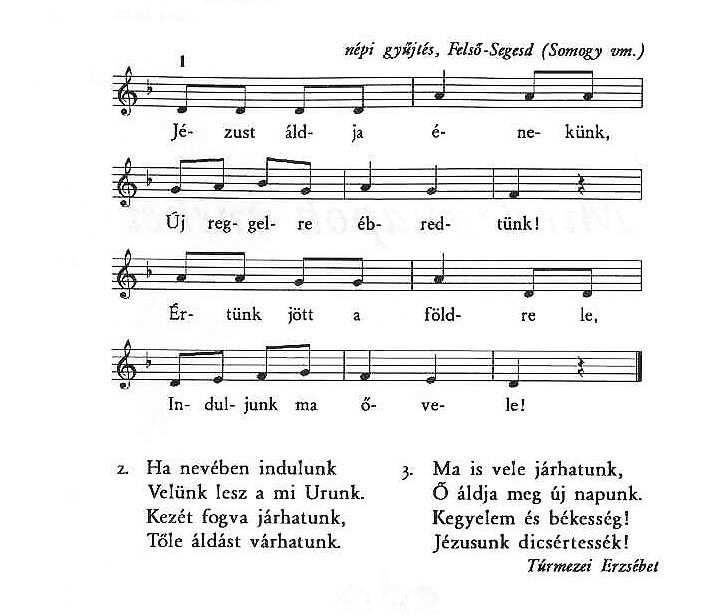 népi gyűjtés, Felső-Segesd (Somogy vm.)
1
Jé- zust áld- ja é- ne- künk,
Új reg- gel- re éb- red- tünk!
Ér- tünk jött a föld- re le,
In- dul- junk ma ő- ve- le!
2. Ha nevében indulunk
Velünk lesz a mi Urunk.
Kezét fogva járhatunk,
Tőle áldást várhatunk.
3. Ma is vele járhatunk,
Ő áldja meg új napunk.
Kegyelem és békesség!
Jézusunk dicsértessék!
Túrmezei Erzsébet